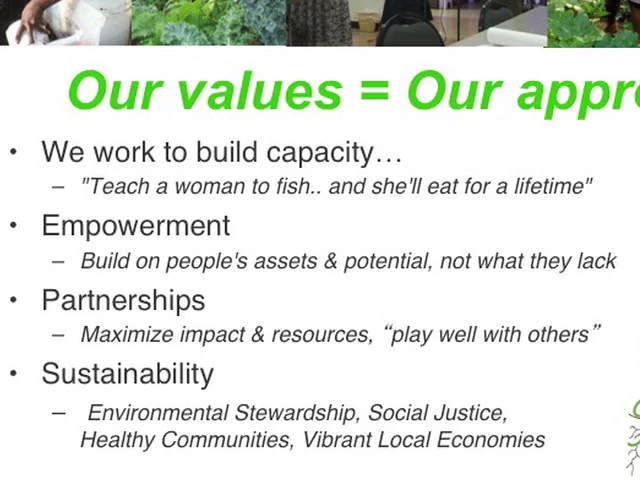 Our values = Our appr
• We work to build capacity…
– "Teach a woman to fish.. and she'll eat for a lifetime"
• Empowerment
– Build on people's assets & potential, not what they lack
• Partnerships
– Maximize impact & resources, “play well with others”
• Sustainability
– Environmental Stewardship, Social Justice,
Healthy Communities, Vibrant Local Economies